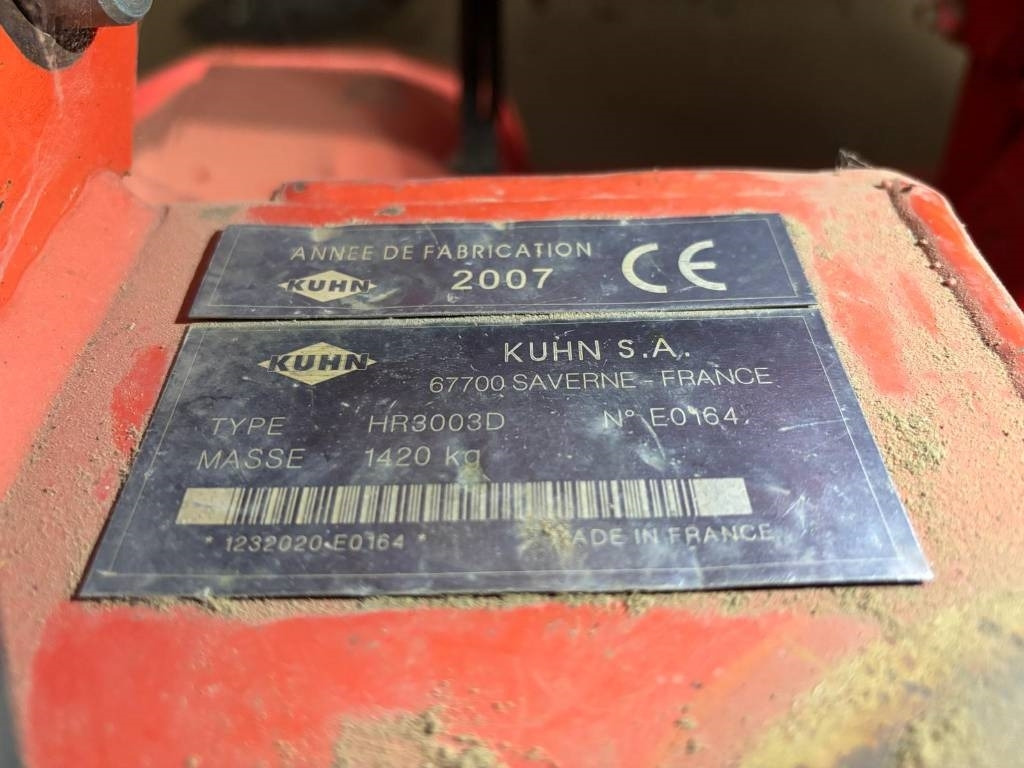 ANNEE DE FABRICATION
KUHN 2007 CE
KUHN KUHN S.A.
67700 SAVERNE - FRANCE
TYPE HR3003D N° E0164
MASSE 1420 kg
* 1232020-E0164 * MADE IN FRANCE